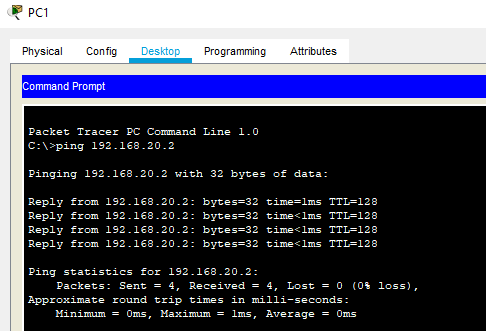 PC1
Physical Config Desktop Programming Attributes
Command Prompt
Packet Tracer PC Command Line 1.0
C:\>ping 192.168.20.2
Pinging 192.168.20.2 with 32 bytes of data:
Reply from 192.168.20.2: bytes=32 time=1ms TTL=128
Reply from 192.168.20.2: bytes=32 time<1ms TTL=128
Reply from 192.168.20.2: bytes=32 time<1ms TTL=128
Reply from 192.168.20.2: bytes=32 time<1ms TTL=128
Ping statistics for 192.168.20.2:
Packets: Sent = 4, Received = 4, Lost = 0 (0% loss),
Approximate round trip times in milli-seconds:
Minimum = 0ms, Maximum = 1ms, Average = 0ms